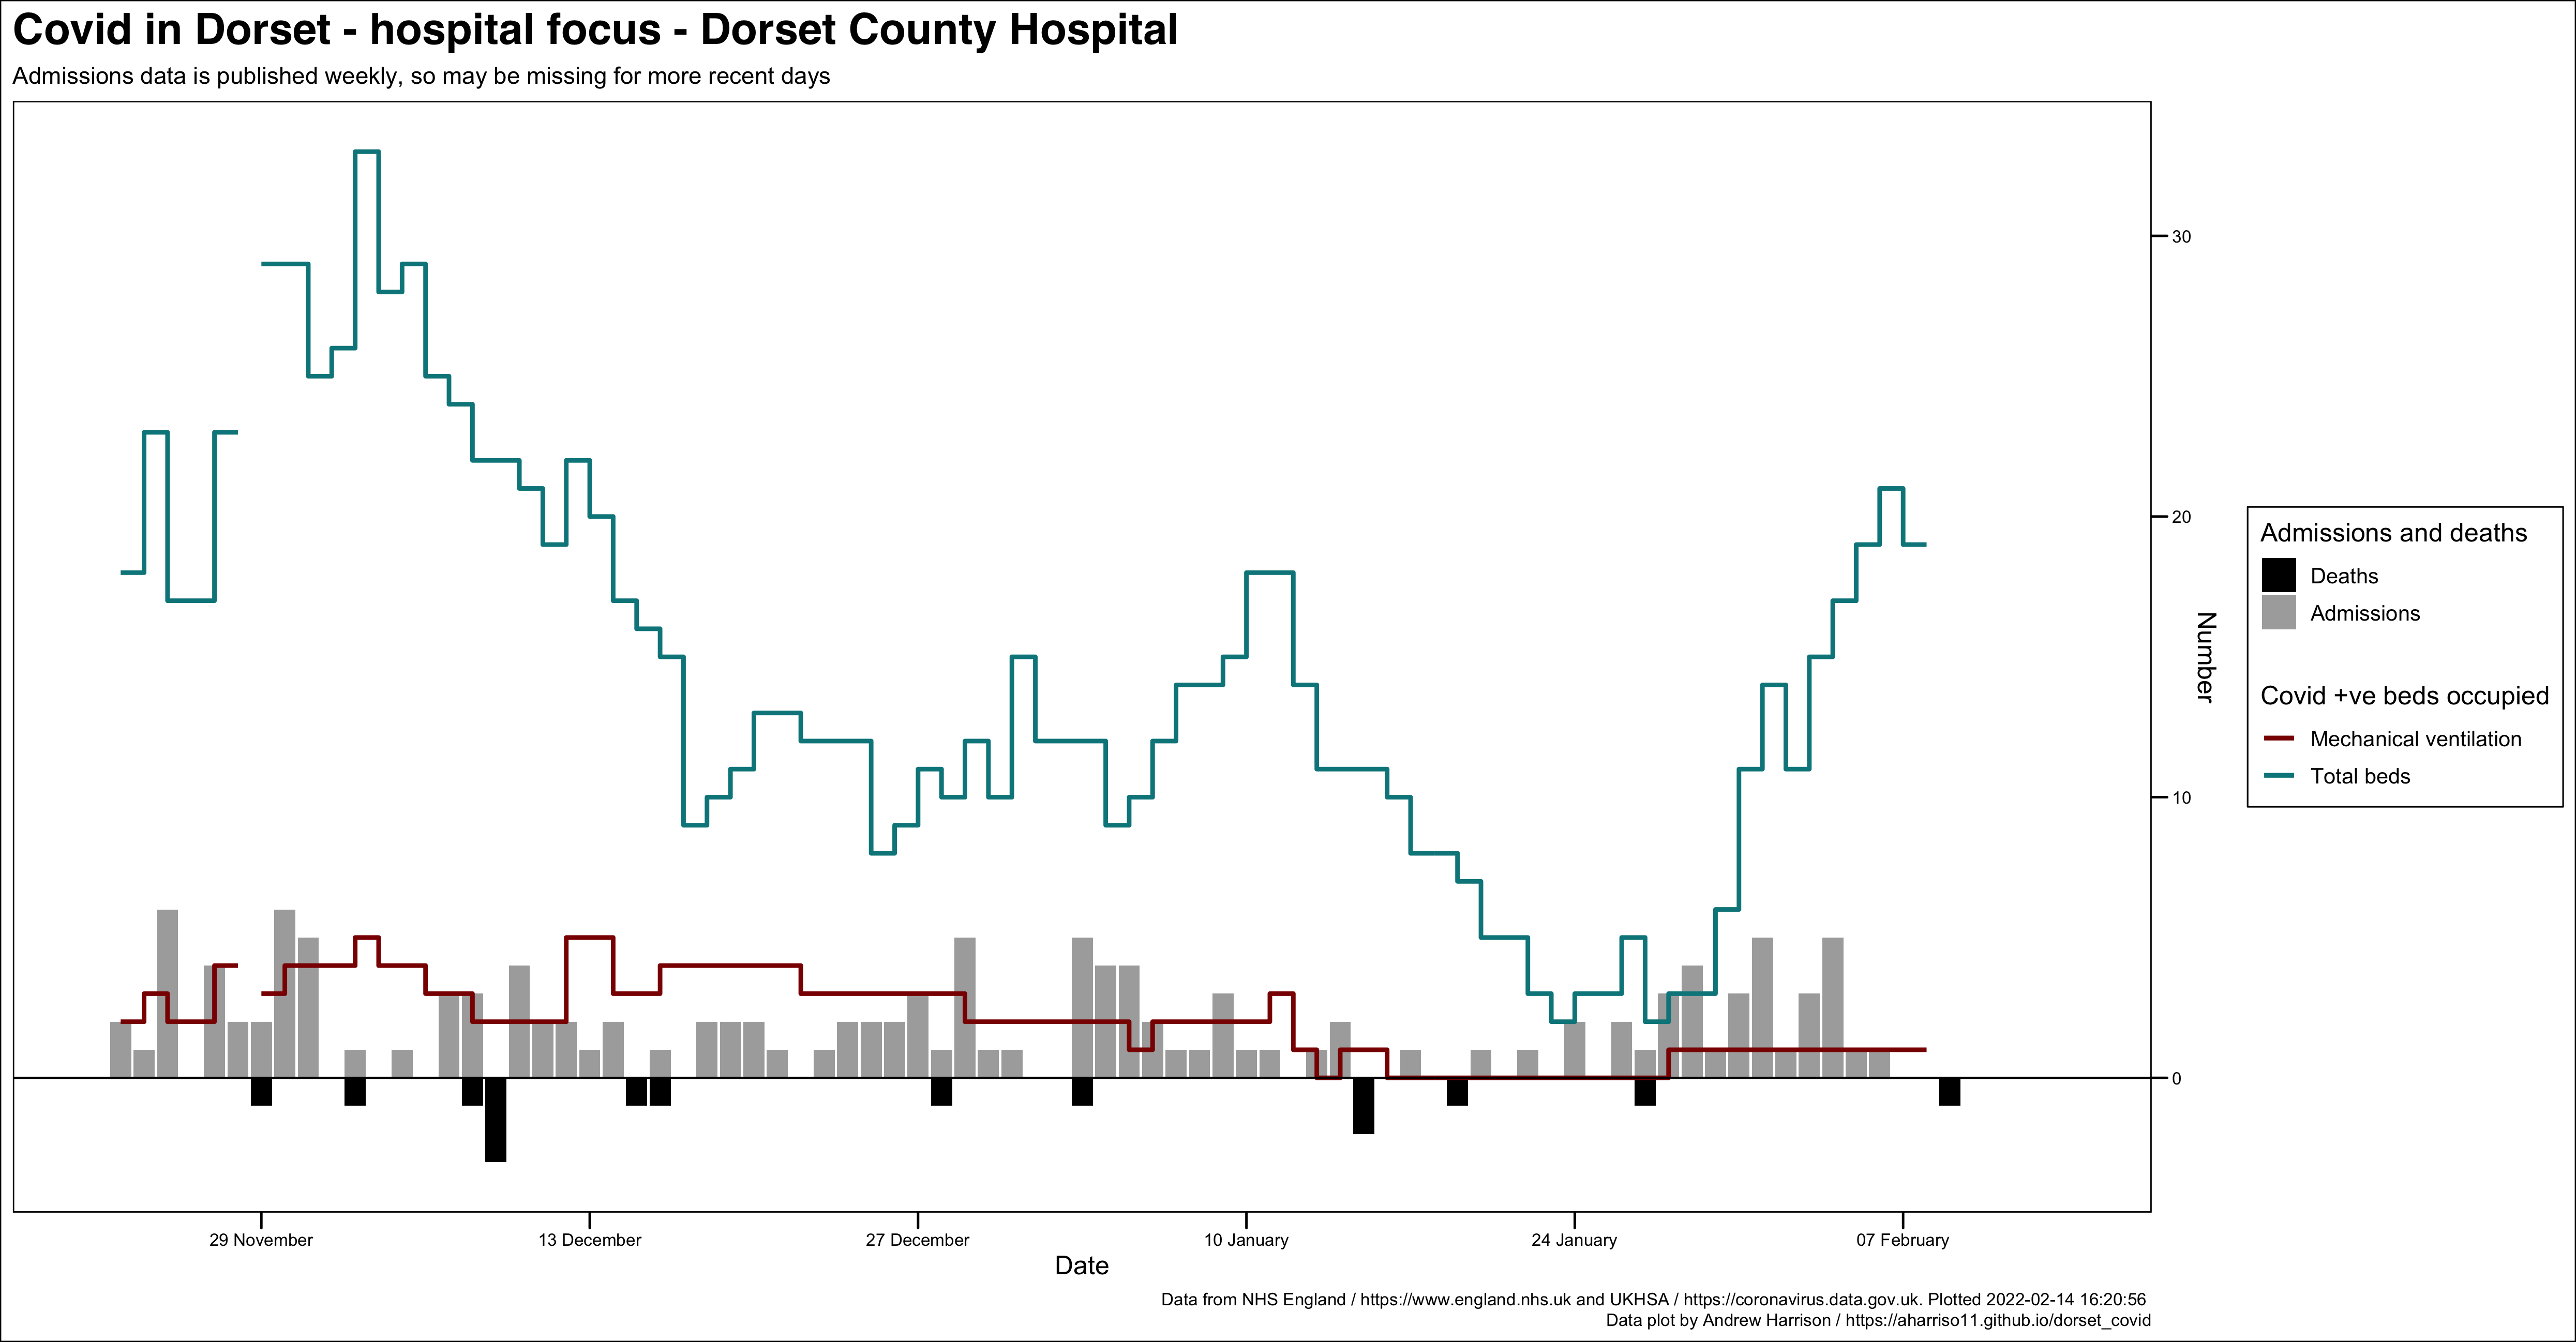 Covid in Dorset - hospital focus - Dorset County Hospital
Admissions data is published weekly, so may be missing for more recent days
30
20
10
0
Number
Admissions and deaths
Deaths
Admissions
Covid +ve beds occupied
Mechanical ventilation
Total beds
29 November
13 December
27 December
10 January
24 January
07 February
Date
Data from NHS England / https://www.england.nhs.uk and UKHSA / https://coronavirus.data.gov.uk. Plotted 2022-02-14 16:20:56
Data plot by Andrew Harrison / https://aharriso11.github.io/dorset_covid